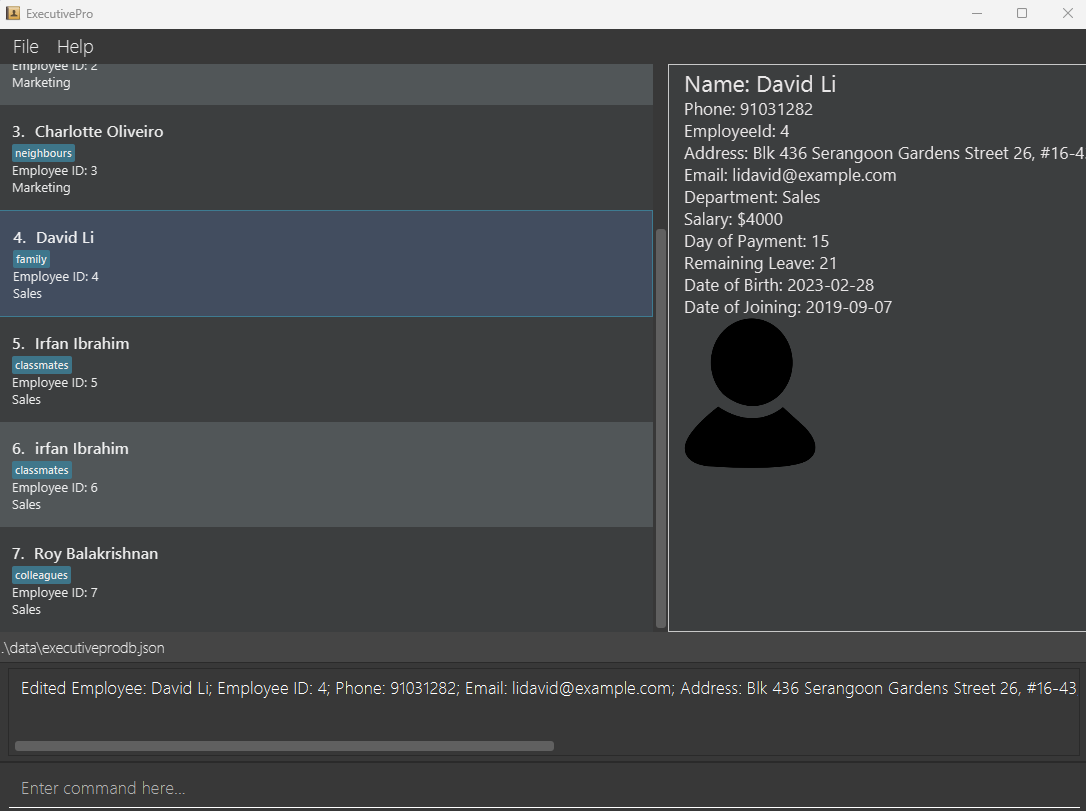 ExecutivePro
File Help
Employee ID: 2
Marketing
3. Charlotte Oliveiro
neighbours
Employee ID: 3
Marketing
4. David Li
family
Employee ID: 4
Sales
5. Irfan Ibrahim
classmates
Employee ID: 5
Sales
6. irfan Ibrahim
classmates
Employee ID: 6
Sales
7. Roy Balakrishnan
colleagues
Employee ID: 7
Sales
Name: David Li
Phone: 91031282
EmployeeId: 4
Address: Blk 436 Serangoon Gardens Street 26, #16-4
Email: lidavid@example.com
Department: Sales
Salary: $4000
Day of Payment: 15
Remaining Leave: 21
Date of Birth: 2023-02-28
Date of Joining: 2019-09-07
.\data\executiveprodb.json
Edited Employee: David Li; Employee ID: 4; Phone: 91031282; Email: lidavid@example.com; Address: Blk 436 Serangoon Gardens Street 26, #16-43
Enter command here...